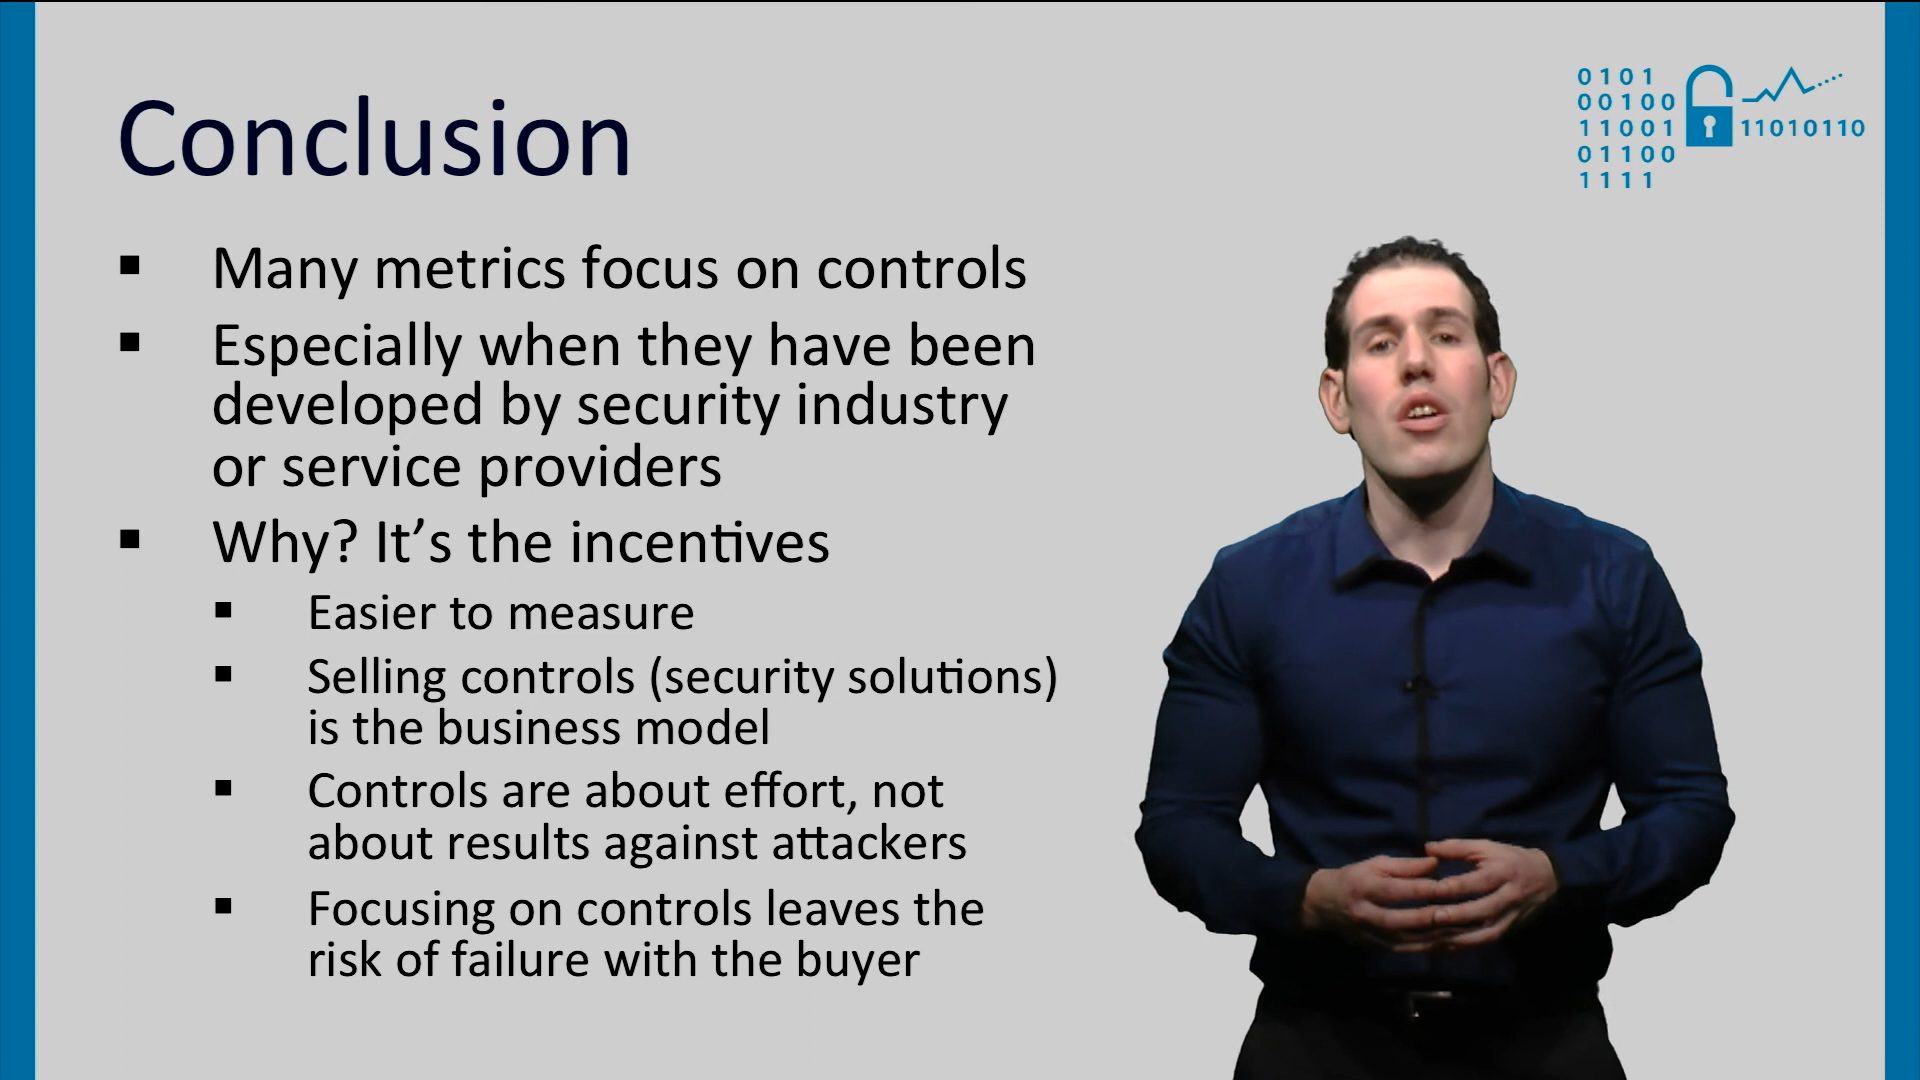 Conclusion
0101
00100
11001
01100
1111
11010110
▪ Many metrics focus on controls
▪ Especially when they have been
developed by security industry
or service providers
▪ Why? It’s the incentives
▪ Easier to measure
▪ Selling controls (security solutions)
is the business model
▪ Controls are about effort, not
about results against attackers
▪ Focusing on controls leaves the
risk of failure with the buyer